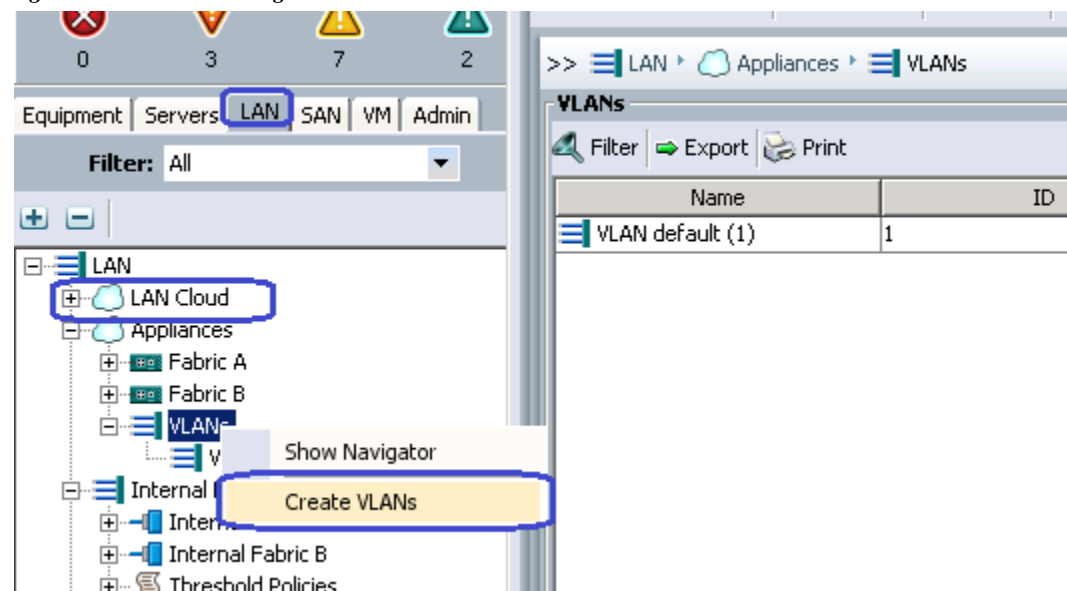 0 3 7 2
Equipment Servers LAN SAN VM Admin
Filter: All
LAN
LAN Cloud
Appliances
Fabric A
Fabric B
VLANs
V
Internal
Internal Fabric B
Threshold Policies
Show Navigator
Create VLANs
>> LAN Appliances VLANs
VLANs
Filter Export Print
Name ID
VLAN default (1) 1